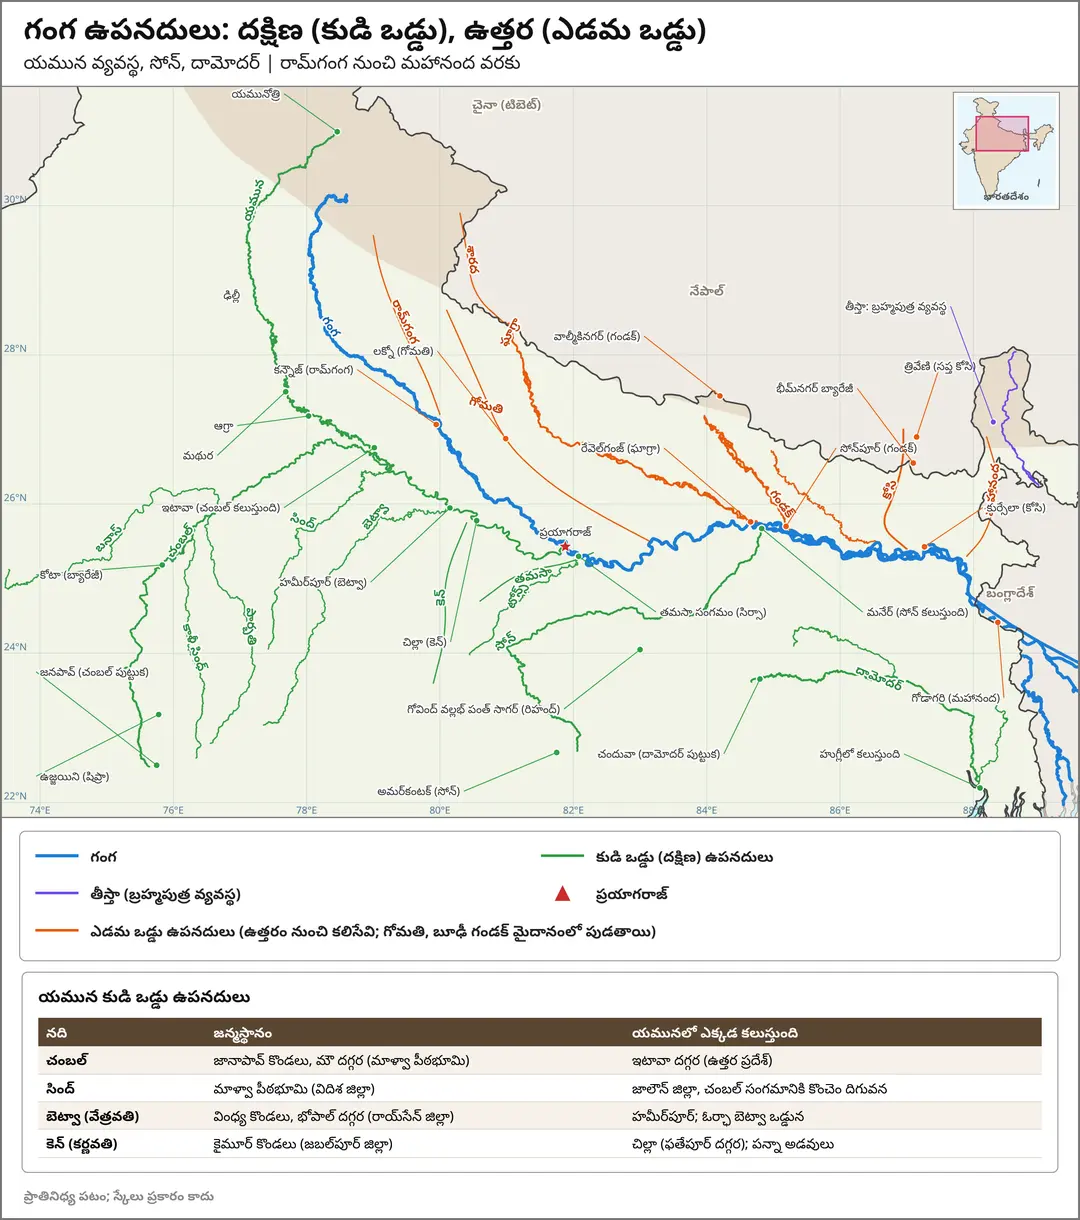 గంగ ఉపనదులు: దక్షిణ (కుడి ఒడ్డు), ఉత్తర (ఎడమ ఒడ్డు)
యమున వ్యవస్థ, సోన్, దామోదర్ | రామ్‌గంగ నుంచి మహానంద వరకు
యమునోత్రి
చైనా (టిబెట్)
భారతదేశం
30°N
యమున
శారద
ఢిల్లీ
నేపాల్
రామ్‌గంగ
తీస్తా: బ్రహ్మపుత్ర వ్యవస్థ
గంగ
ఘాగ్రా
వాల్మీకినగర్ (గండక్)
28°N
లక్నో (గోమతి)
కన్నౌజ్ (రామ్‌గంగ)
త్రివేణి (సప్త కోసి)
భీమ్‌నగర్ బ్యారేజీ
గోమతి
ఆగ్రా
మథుర
రేవెల్‌గంజ్ (ఘాగ్రా)
సోన్‌పూర్ (గండక్)
మహానంద
కోసి
26°N
ఇటావా (చంబల్ కలుస్తుంది)
గండక్
కుర్సేలా (కోసి)
సింద్
బెట్వా
బనాస్
చంబల్
ప్రయాగరాజ్
కోటా (బ్యారేజీ)
హమీర్‌పూర్ (బెట్వా)
తమసా
టోన్స్
కెన్
బంగ్లాదేశ్
తమసా సంగమం (సిర్సా)
మనేర్ (సోన్ కలుస్తుంది)
పార్వతి
కాలీసింధ్
చిల్లా (కెన్)
సోన్
24°N
జనపావ్ (చంబల్ పుట్టుక)
దామోదర్
గోడాగరి (మహానంద)
గోవింద్ వల్లభ్ పంత్ సాగర్ (రిహంద్)
చందువా (దామోదర్ పుట్టుక)
హుగ్లీలో కలుస్తుంది
ఉజ్జయిని (షిప్రా)
అమర్‌కంటక్ (సోన్)
22°N
74°E 76°E 78°E 80°E 82°E 84°E 86°E 88°E
గంగ
కుడి ఒడ్డు (దక్షిణ) ఉపనదులు
తీస్తా (బ్రహ్మపుత్ర వ్యవస్థ)
ప్రయాగరాజ్
ఎడమ ఒడ్డు ఉపనదులు (ఉత్తరం నుంచి కలిసేవి; గోమతి, బూఢీ గండక్ మైదానంలో పుడతాయి)
యమున కుడి ఒడ్డు ఉపనదులు
నది జన్మస్థానం యమునలో ఎక్కడ కలుస్తుంది
చంబల్ జానాపావ్ కొండలు, మౌ దగ్గర (మాళ్వా పీఠభూమి) ఇటావా దగ్గర (ఉత్తర ప్రదేశ్)
సింద్ మాళ్వా పీఠభూమి (విదిశ జిల్లా) జాలౌన్ జిల్లా, చంబల్ సంగమానికి కొంచెం దిగువన
బెట్వా (వేత్రవతి) వింధ్య కొండలు, భోపాల్ దగ్గర (రాయ్‌సేన్ జిల్లా) హమీర్‌పూర్; ఓర్ఛా బెట్వా ఒడ్డున
కెన్ (కర్ణవతి) కైమూర్ కొండలు (జబల్‌పూర్ జిల్లా) చిల్లా (ఫతేపూర్ దగ్గర); పన్నా అడవులు
ప్రాతినిధ్య పటం; స్కేలు ప్రకారం కాదు